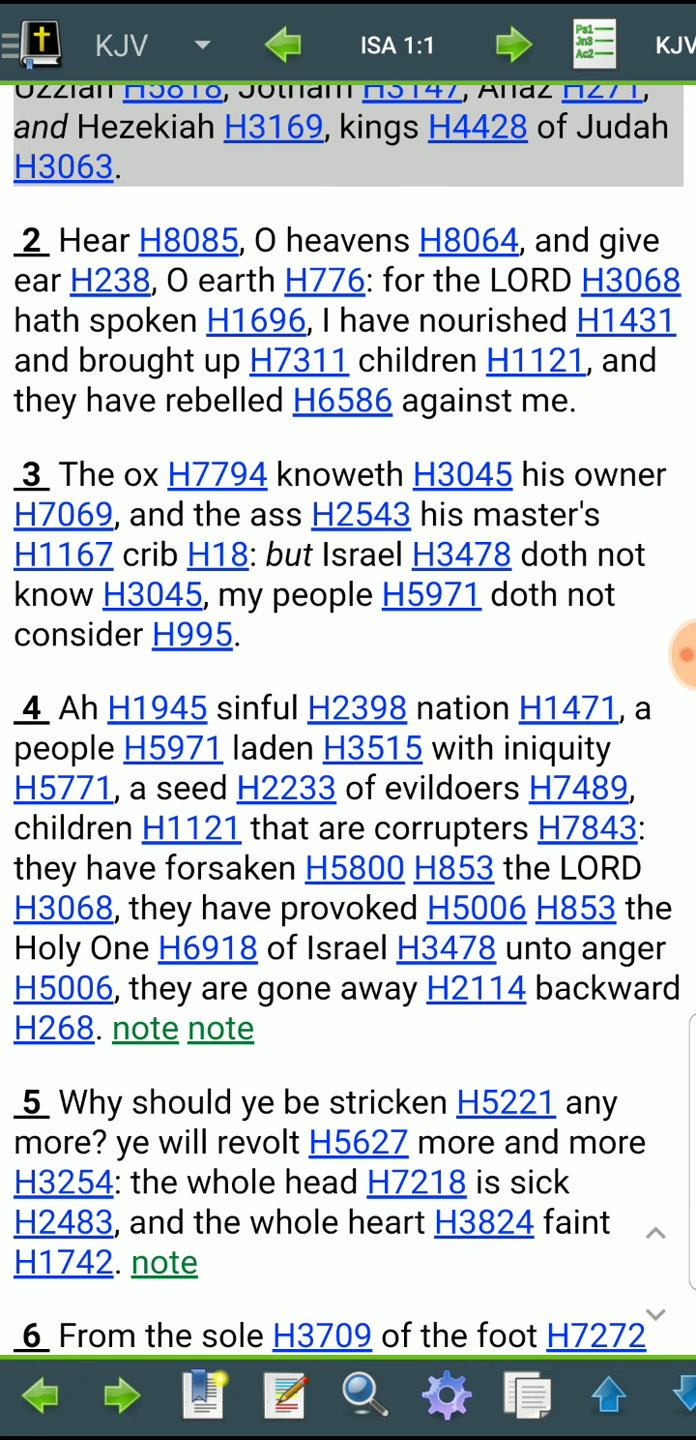 KJV
ISA 1:1
Ps1
Jn3
Ac2
KJV
Uzziah H5818, Jotham H3147, Ahaz H271,
and Hezekiah H3169, kings H4428 of Judah
H3063.
2 Hear H8085, O heavens H8064, and give
ear H238, O earth H776: for the LORD H3068
hath spoken H1696, I have nourished H1431
and brought up H7311 children H1121, and
they have rebelled H6586 against me.
3 The ox H7794 knoweth H3045 his owner
H7069, and the ass H2543 his master's
H1167 crib H18: but Israel H3478 doth not
know H3045, my people H5971 doth not
consider H995.
4 Ah H1945 sinful H2398 nation H1471, a
people H5971 laden H3515 with iniquity
H5771, a seed H2233 of evildoers H7489,
children H1121 that are corrupters H7843:
they have forsaken H5800 H853 the LORD
H3068, they have provoked H5006 H853 the
Holy One H6918 of Israel H3478 unto anger
H5006, they are gone away H2114 backward
H268. note note
5 Why should ye be stricken H5221 any
more? ye will revolt H5627 more and more
H3254: the whole head H7218 is sick
H2483, and the whole heart H3824 faint
H1742. note
6 From the sole H3709 of the foot H7272